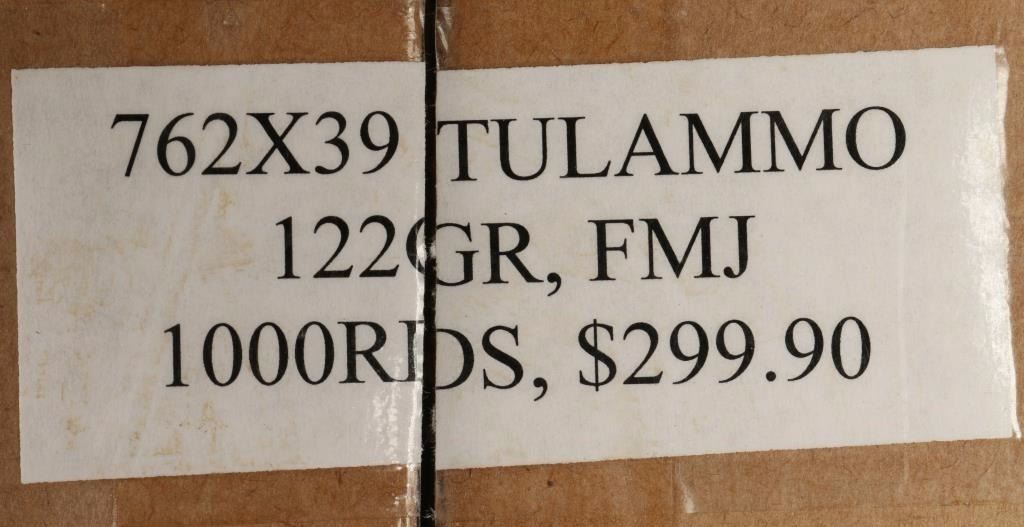 762X39 TULAMMO
122GR, FMJ
1000RDS, $299.90